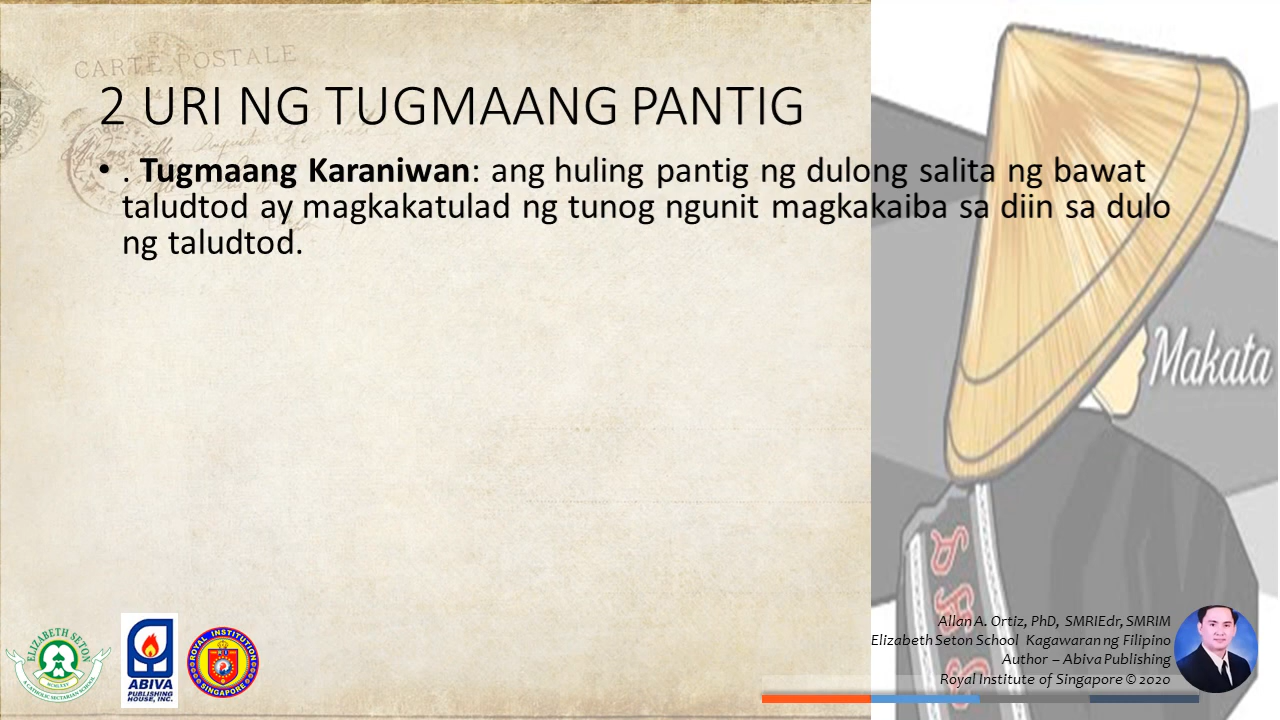 CARTE POSTALE
2 URI NG TUGMAANG PANTIG
• . Tugmaang Karaniwan: ang huling pantig ng dulong salita ng bawat
taludtod ay magkakatulad ng tunog ngunit magkakaiba sa diin sa dulo
ng taludtod.
Makata
Allan A. Ortiz, PhD, SMRIEdr, SMRIM
Elizabeth Seton School Kagawaran ng Filipino
Author – Abiva Publishing
Royal Institute of Singapore © 2020
ELIZABETH SETON
A CATHOLIC SECTARIAN SCHOOL
ABIVA
PUBLISHING
HOUSE, INC.
ROYAL INSTITUTION
SINGAPORE